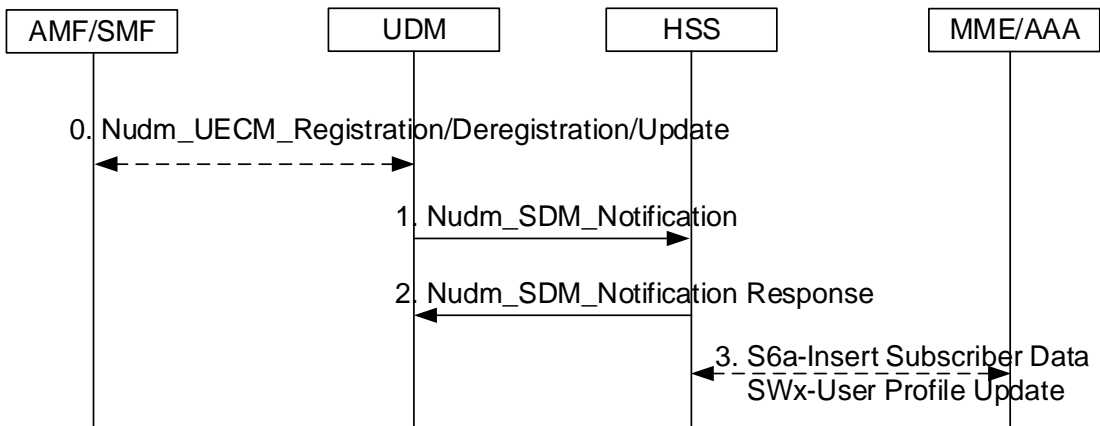 AMF/SMF
UDM
HSS
MME/AAA
0. Nudm_UECM_Registration/Deregistration/Update
1. Nudm_SDM_Notification
2. Nudm_SDM_Notification Response
3. S6a-Insert Subscriber Data
SWx-User Profile Update